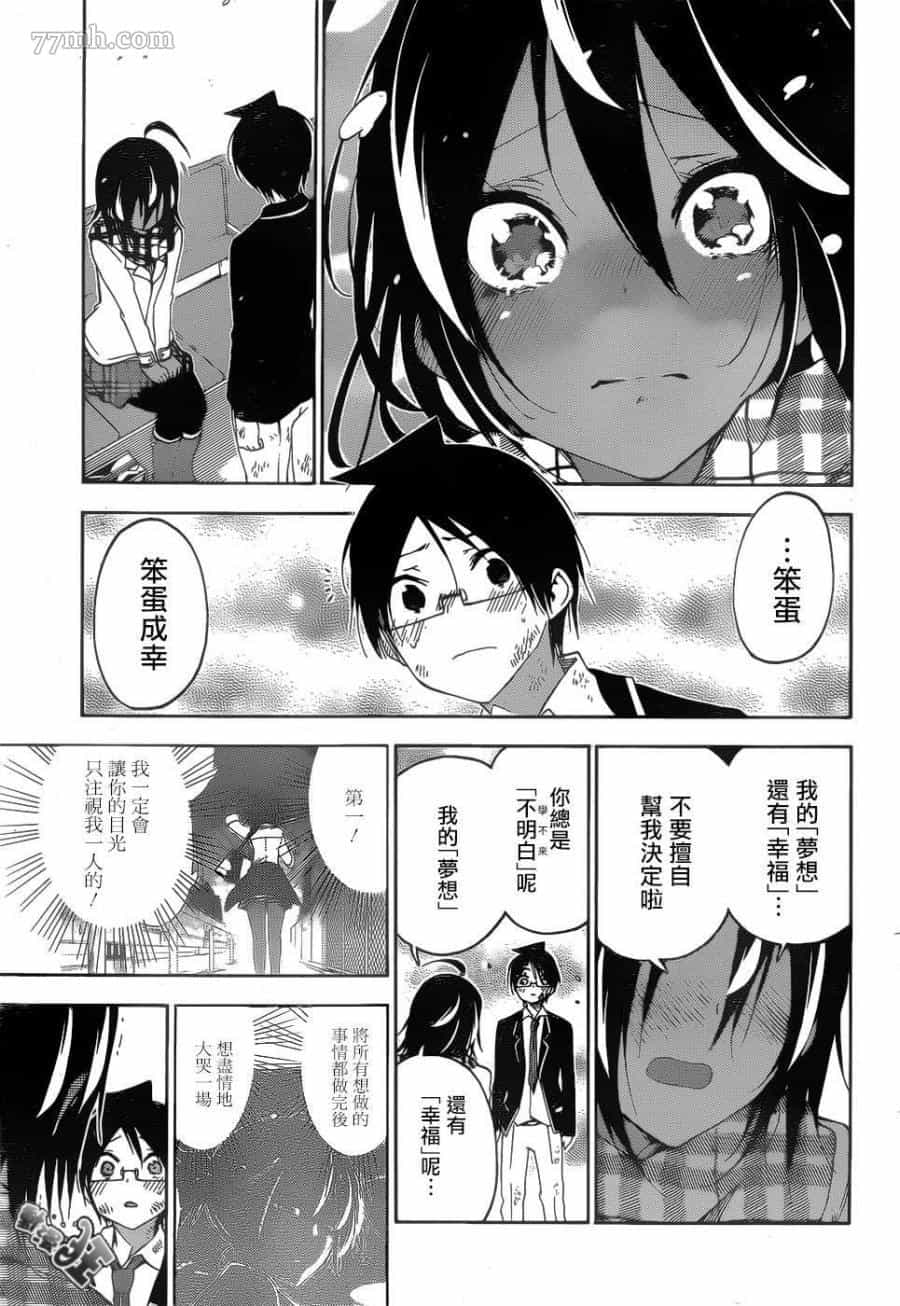 77mh.com
…笨蛋
笨蛋成幸
我的「夢想」
還有「幸福」…
不要擅自
幫我決定啦
你總是
「不明白」呢
學不來
我的「夢想」
還有
「幸福」呢…
第一！
我一定會
讓你的目光
只注視我一人的！
將所有想做的
事情都做完後
想盡情地
大哭一場